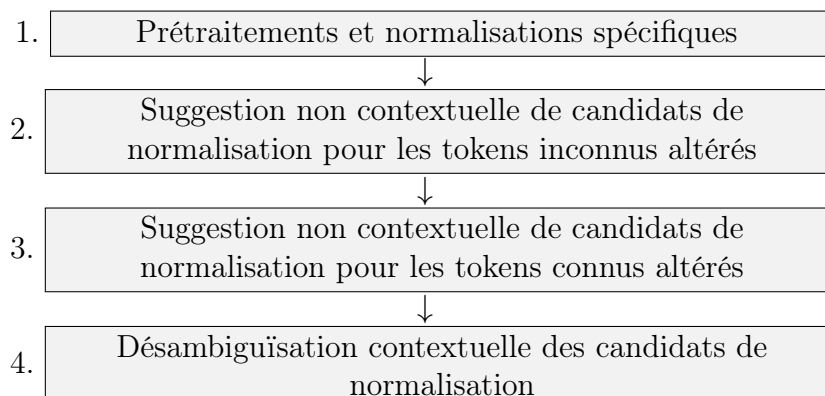 1. Prétraitements et normalisations spécifiques
2. Suggestion non contextuelle de candidats de
normalisation pour les tokens inconnus altérés
3. Suggestion non contextuelle de candidats de
normalisation pour les tokens connus altérés
4. Désambiguïsation contextuelle des candidats de
normalisation